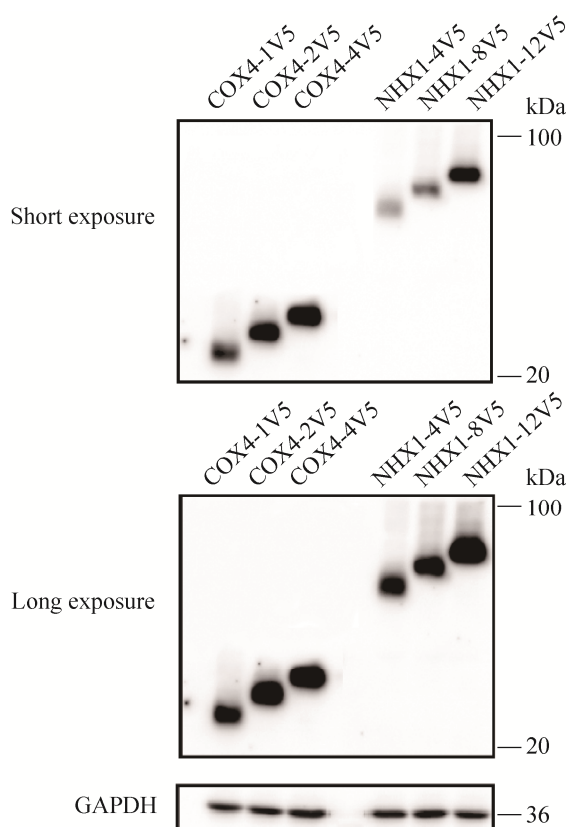 COX4-1V5
COX4-2V5
COX4-4V5
NHX1-4V5
NHX1-8V5
NHX1-12V5
kDa
100
Short exposure
20
COX4-1V5
COX4-2V5
COX4-4V5
NHX1-4V5
NHX1-8V5
NHX1-12V5
kDa
100
Long exposure
20
GAPDH
36